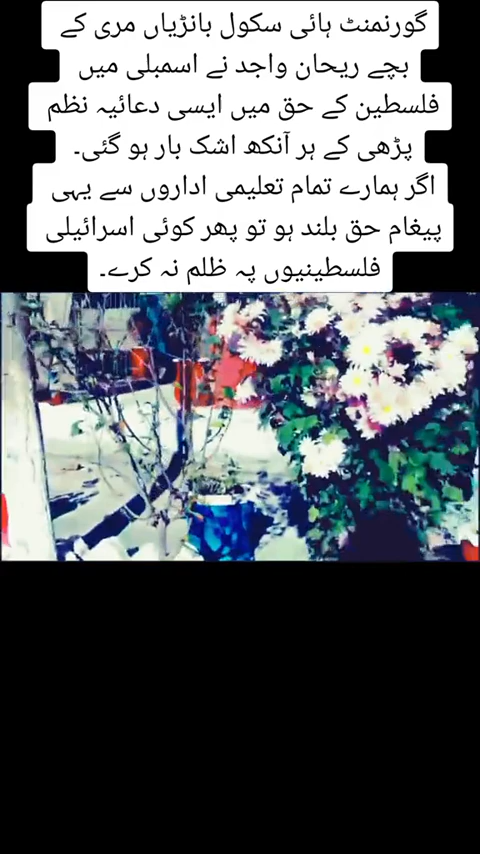 گورنمنٹ ہائی سکول بانڑیاں مری کے
بچے ریحان واجد نے اسمبلی میں
فلسطین کے حق میں ایسی دعائیہ نظم
پڑھی کے ہر آنکھ اشک بار ہو گئی۔
اگر ہمارے تمام تعلیمی اداروں سے یہی
پیغام حق بلند ہو تو پھر کوئی اسرائیلی
فلسطینیوں پہ ظلم نہ کرے۔